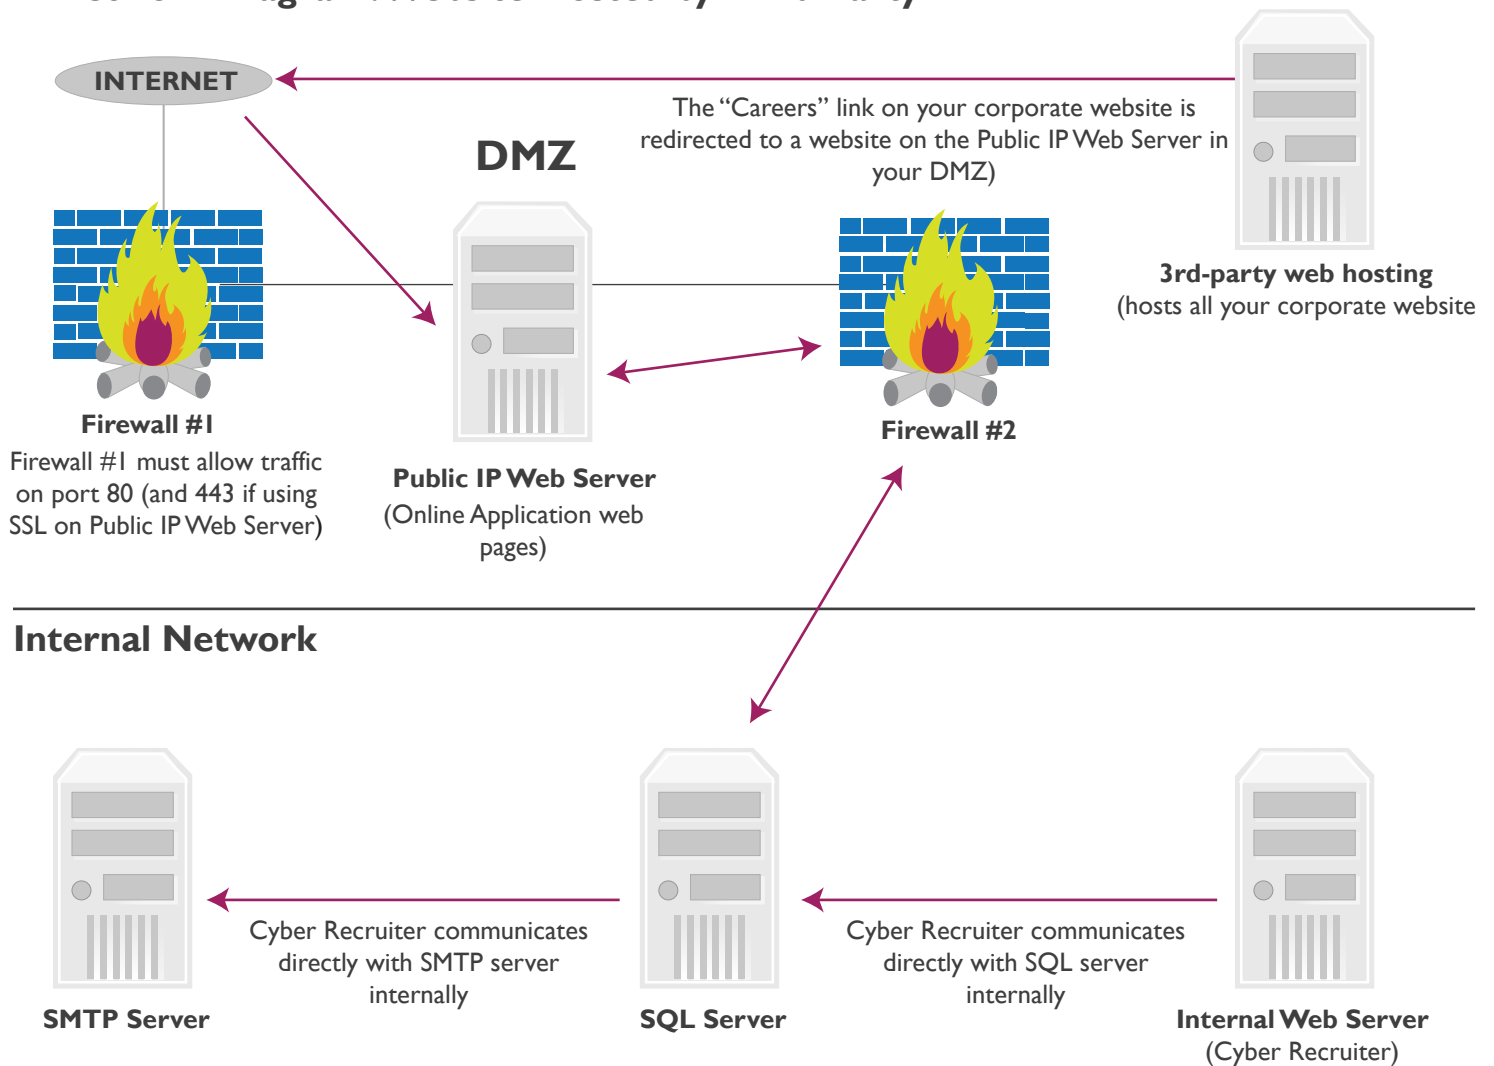 INTERNET
The “Careers” link on your corporate website is
redirected to a website on the Public IP Web Server in
your DMZ)
DMZ
3rd-party web hosting
(hosts all your corporate website
Firewall #1
Firewall #1 must allow traffic
on port 80 (and 443 if using
SSL on Public IP Web Server)
Public IP Web Server
(Online Application web
pages)
Firewall #2
Internal Network
Cyber Recruiter communicates
directly with SMTP server
internally
Cyber Recruiter communicates
directly with SQL server
internally
SMTP Server
SQL Server
Internal Web Server
(Cyber Recruiter)